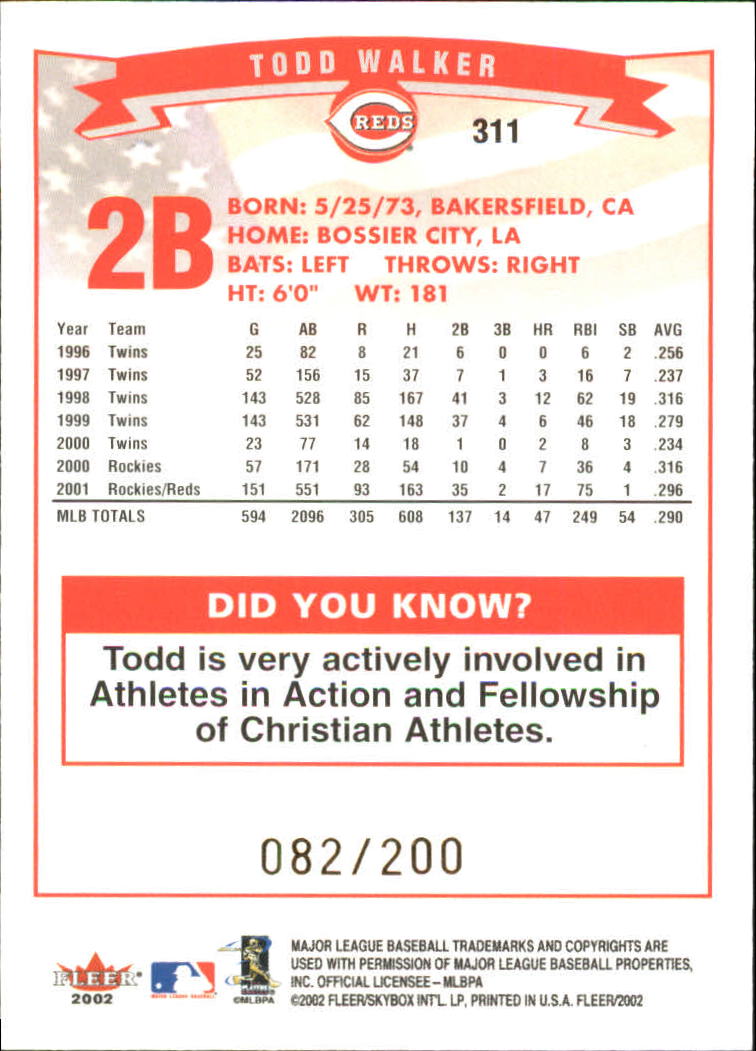 TODD WALKER
REDS
311
2B
BORN: 5/25/73, BAKERSFIELD, CA
HOME: BOSSIER CITY, LA
BATS: LEFT THROWS: RIGHT
HT: 6'0" WT: 181
Year Team G AB R H 2B 3B HR RBI SB AVG
1996 Twins 25 82 8 21 6 0 0 6 2 .256
1997 Twins 52 156 15 37 7 1 3 16 7 .237
1998 Twins 143 528 85 167 41 3 12 62 19 .316
1999 Twins 143 531 62 148 37 4 6 46 18 .279
2000 Twins 23 77 14 18 1 0 2 8 3 .234
2000 Rockies 57 171 28 54 10 4 7 36 4 .316
2001 Rockies/Reds 151 551 93 163 35 2 17 75 1 .296
MLB TOTALS 594 2096 305 608 137 14 47 249 54 .290
DID YOU KNOW?
Todd is very actively involved in
Athletes in Action and Fellowship
of Christian Athletes.
082/200
FLEER
2002
MAJOR LEAGUE BASEBALL
PLAYERS
©MLBPA
MAJOR LEAGUE BASEBALL TRADEMARKS AND COPYRIGHTS ARE
USED WITH PERMISSION OF MAJOR LEAGUE BASEBALL PROPERTIES,
INC. OFFICIAL LICENSEE – MLBPA
©2002 FLEER/SKYBOX INT'L. LP, PRINTED IN U.S.A. FLEER/2002